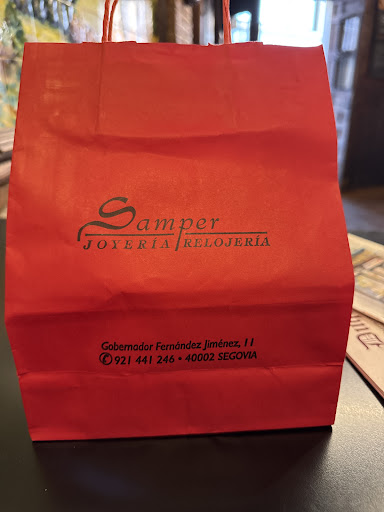 Samper
JOYERÍA RELOJERÍA
Gobernador Fernández Jiménez, 11
✆ 921 441 246 • 40002 SEGOVIA